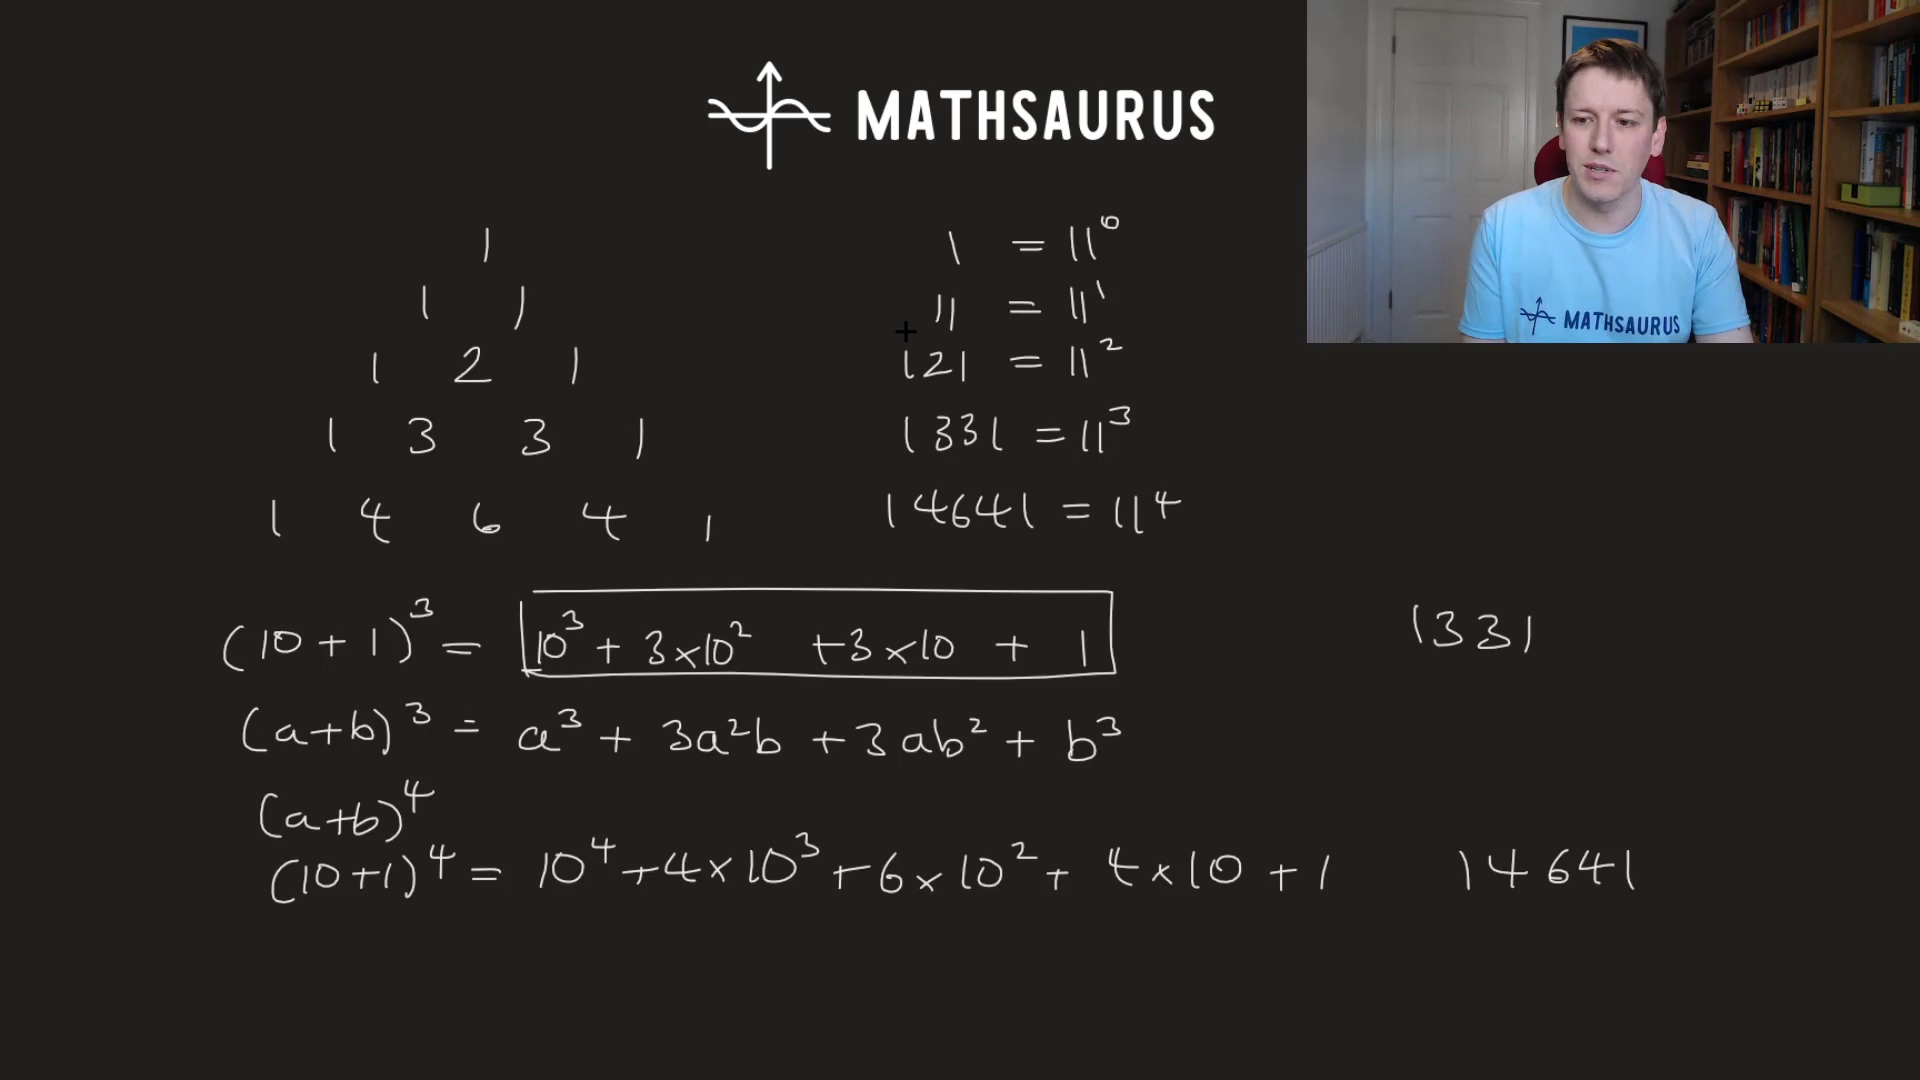 MATHSAURUS
MATHSAURUS
1
1 1
1 2 1
1 3 3 1
1 4 6 4 1
1 = 11⁰
11 = 11¹
121 = 11²
1331 = 11³
14641 = 11⁴
(10 + 1)³ = 10³ + 3×10² + 3×10 + 1 1331
(a+b)³ = a³ + 3a²b + 3ab² + b³
(a+b)⁴
(10+1)⁴ = 10⁴ + 4×10³ + 6×10² + 4×10 + 1 14641